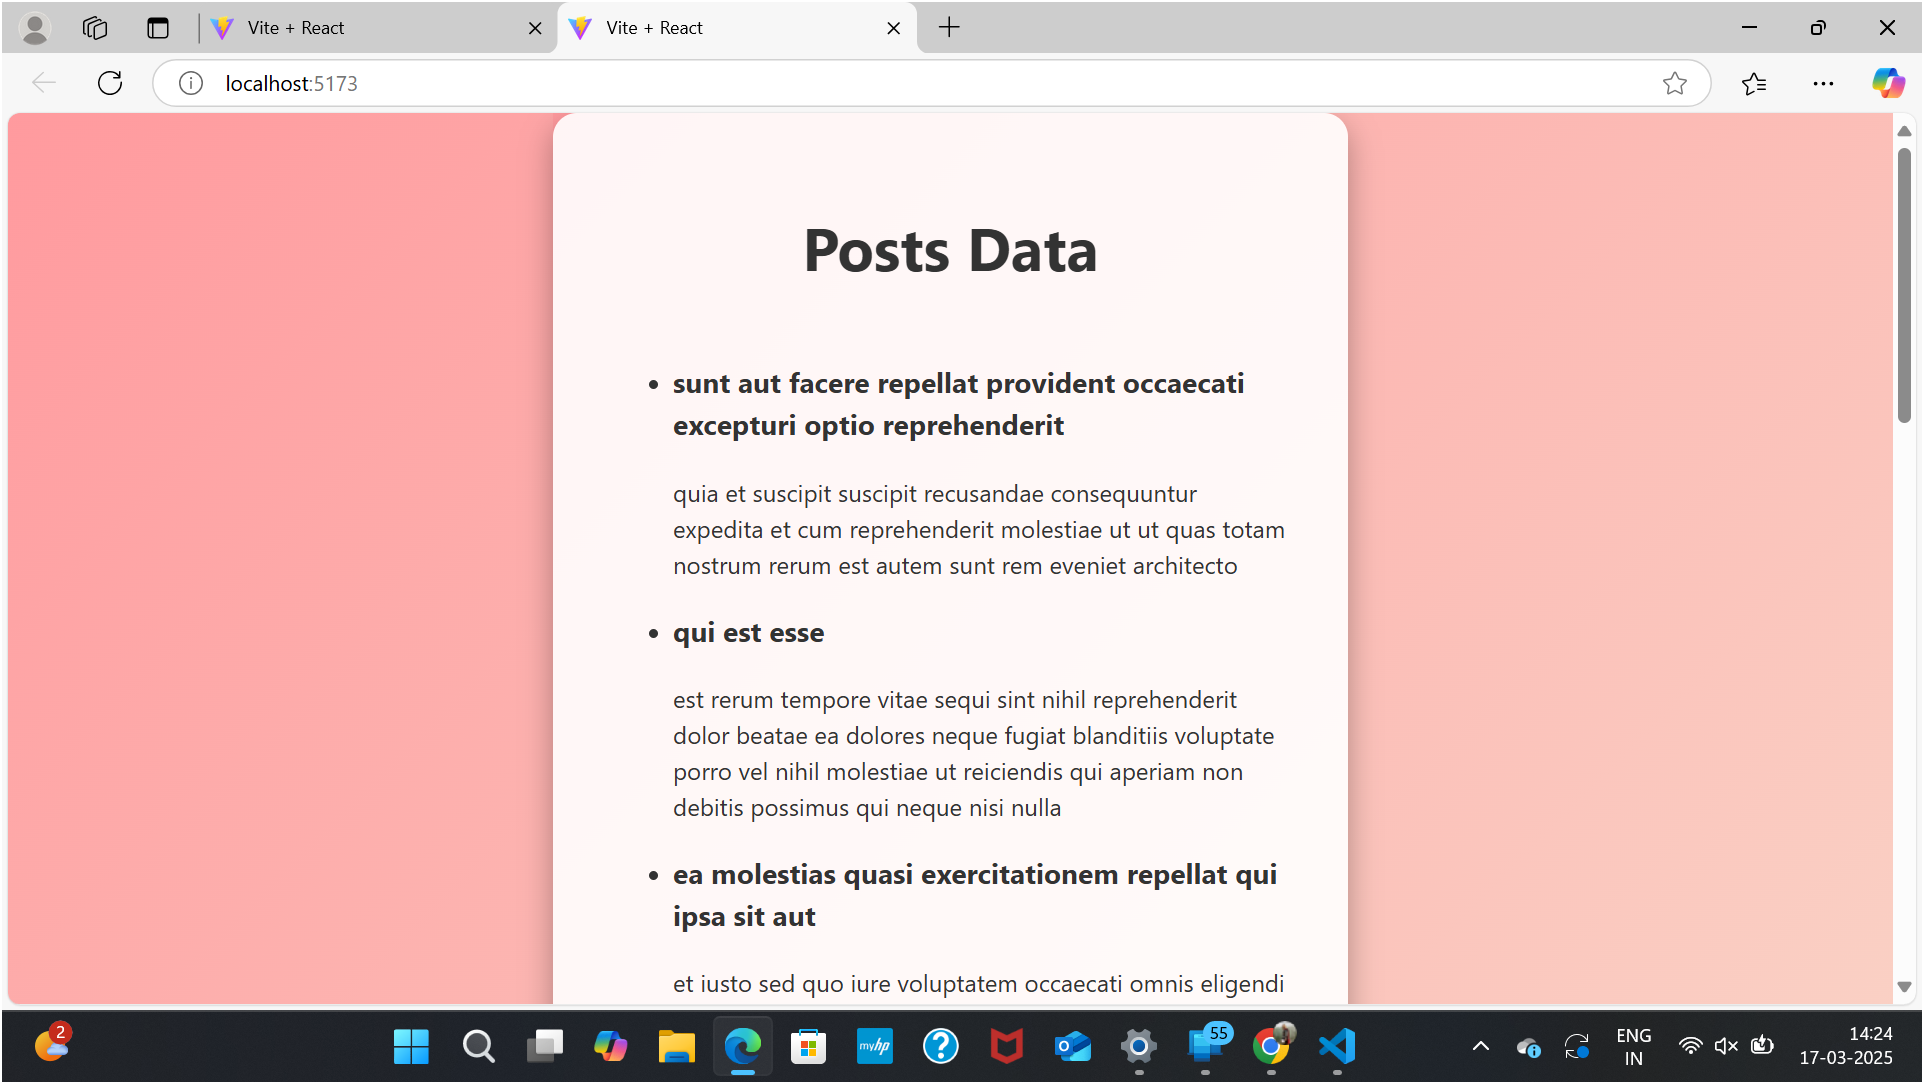 Vite + React
Vite + React
localhost:5173
Posts Data
• sunt aut facere repellat provident occaecati
excepturi optio reprehenderit
quia et suscipit suscipit recusandae consequuntur
expedita et cum reprehenderit molestiae ut ut quas totam
nostrum rerum est autem sunt rem eveniet architecto
• qui est esse
est rerum tempore vitae sequi sint nihil reprehenderit
dolor beatae ea dolores neque fugiat blanditiis voluptate
porro vel nihil molestiae ut reiciendis qui aperiam non
debitis possimus qui neque nisi nulla
• ea molestias quasi exercitationem repellat qui
ipsa sit aut
et iusto sed quo iure voluptatem occaecati omnis eligendi
2
myhp
?
55
ENG
IN
14:24
17-03-2025